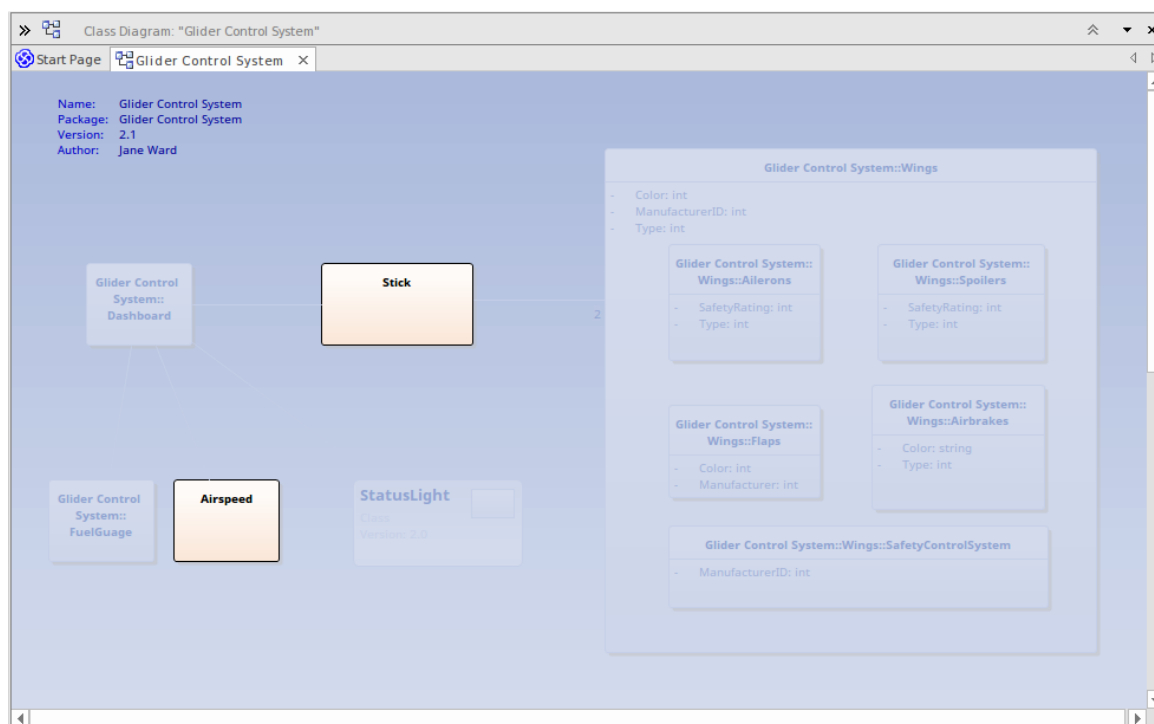 Class Diagram: "Glider Control System"
Start Page
Glider Control System
Name: Glider Control System
Package: Glider Control System
Version: 2.1
Author: Jane Ward
Glider Control System::Wings
- Color: int
- ManufacturerID: int
- Type: int
Glider Control
System::
Dashboard
Stick
2
Glider Control System::
Wings::Ailerons
- SafetyRating: int
- Type: int
Glider Control System::
Wings::Spoilers
- SafetyRating: int
- Type: int
Glider Control System::
Wings::Flaps
- Color: int
- Manufacturer: int
Glider Control System::
Wings::Airbrakes
- Color: string
- Type: int
Glider Control
System::
FuelGuage
Airspeed
StatusLight
Class
Version: 2.0
Glider Control System::Wings::SafetyControlSystem
- ManufacturerID: int